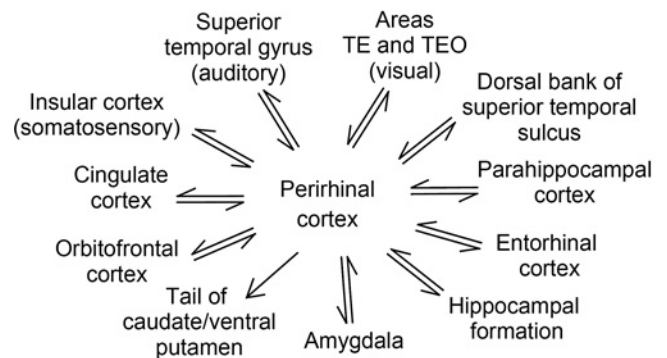 Superior
temporal gyrus
(auditory)
Areas
TE and TEO
(visual)
Dorsal bank of
superior temporal
sulcus
Insular cortex
(somatosensory)
Parahippocampal
cortex
Cingulate
cortex
Perirhinal
cortex
Entorhinal
cortex
Orbitofrontal
cortex
Hippocampal
formation
Tail of
caudate/ventral
putamen
Amygdala